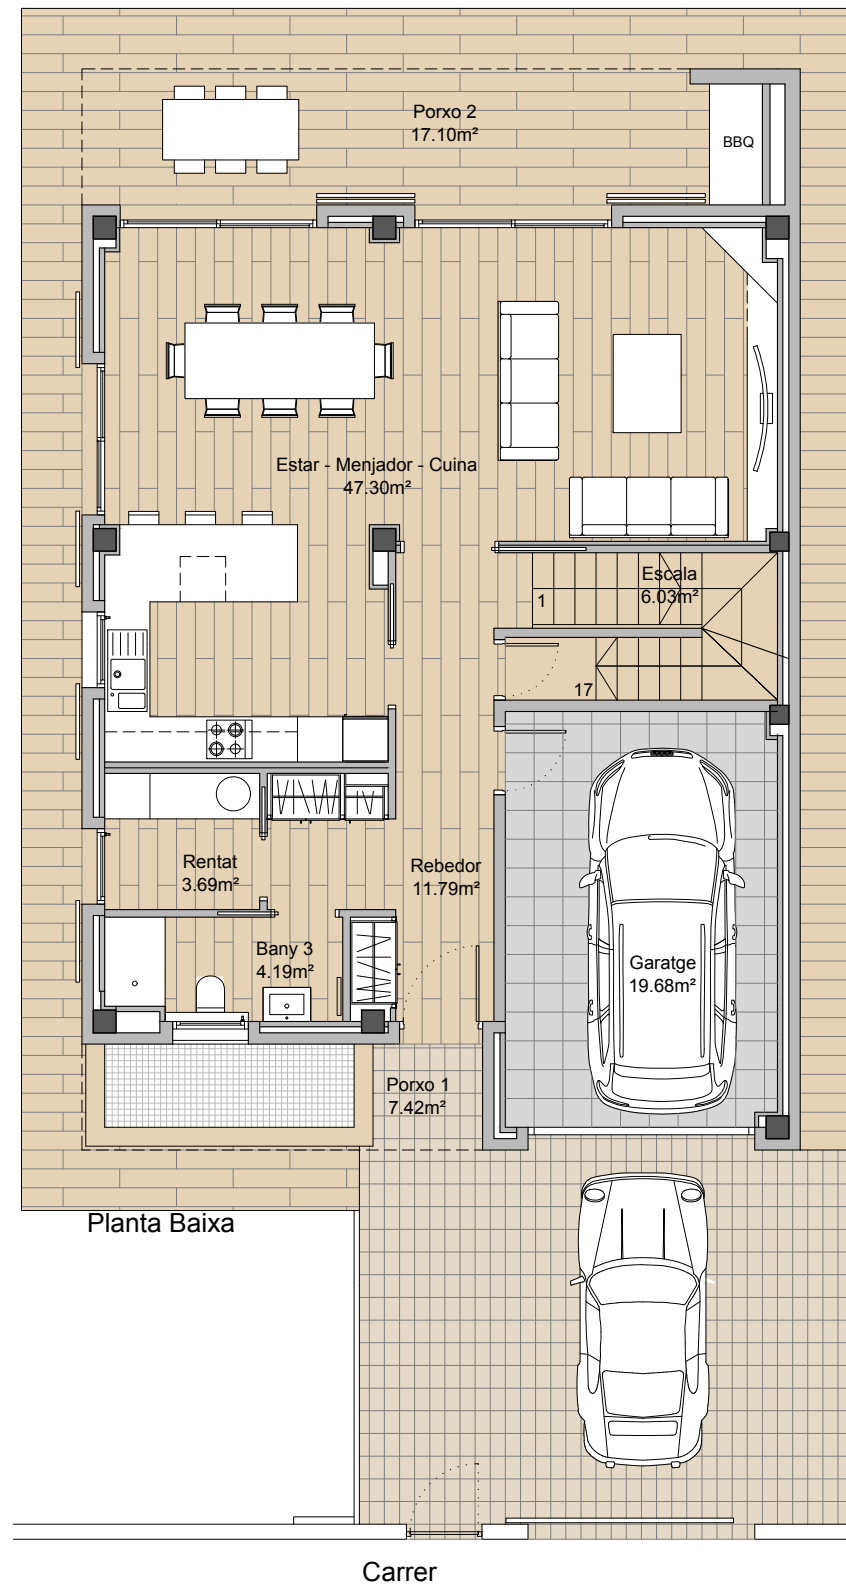 Porxo 2
17.10m²
BBQ
Estar - Menjador - Cuina
47.30m²
Escala
6.03m²
1
17
Rentat
3.69m²
Rebedor
11.79m²
Bany 3
4.19m²
Garatge
19.68m²
Porxo 1
7.42m²
Planta Baixa
Carrer